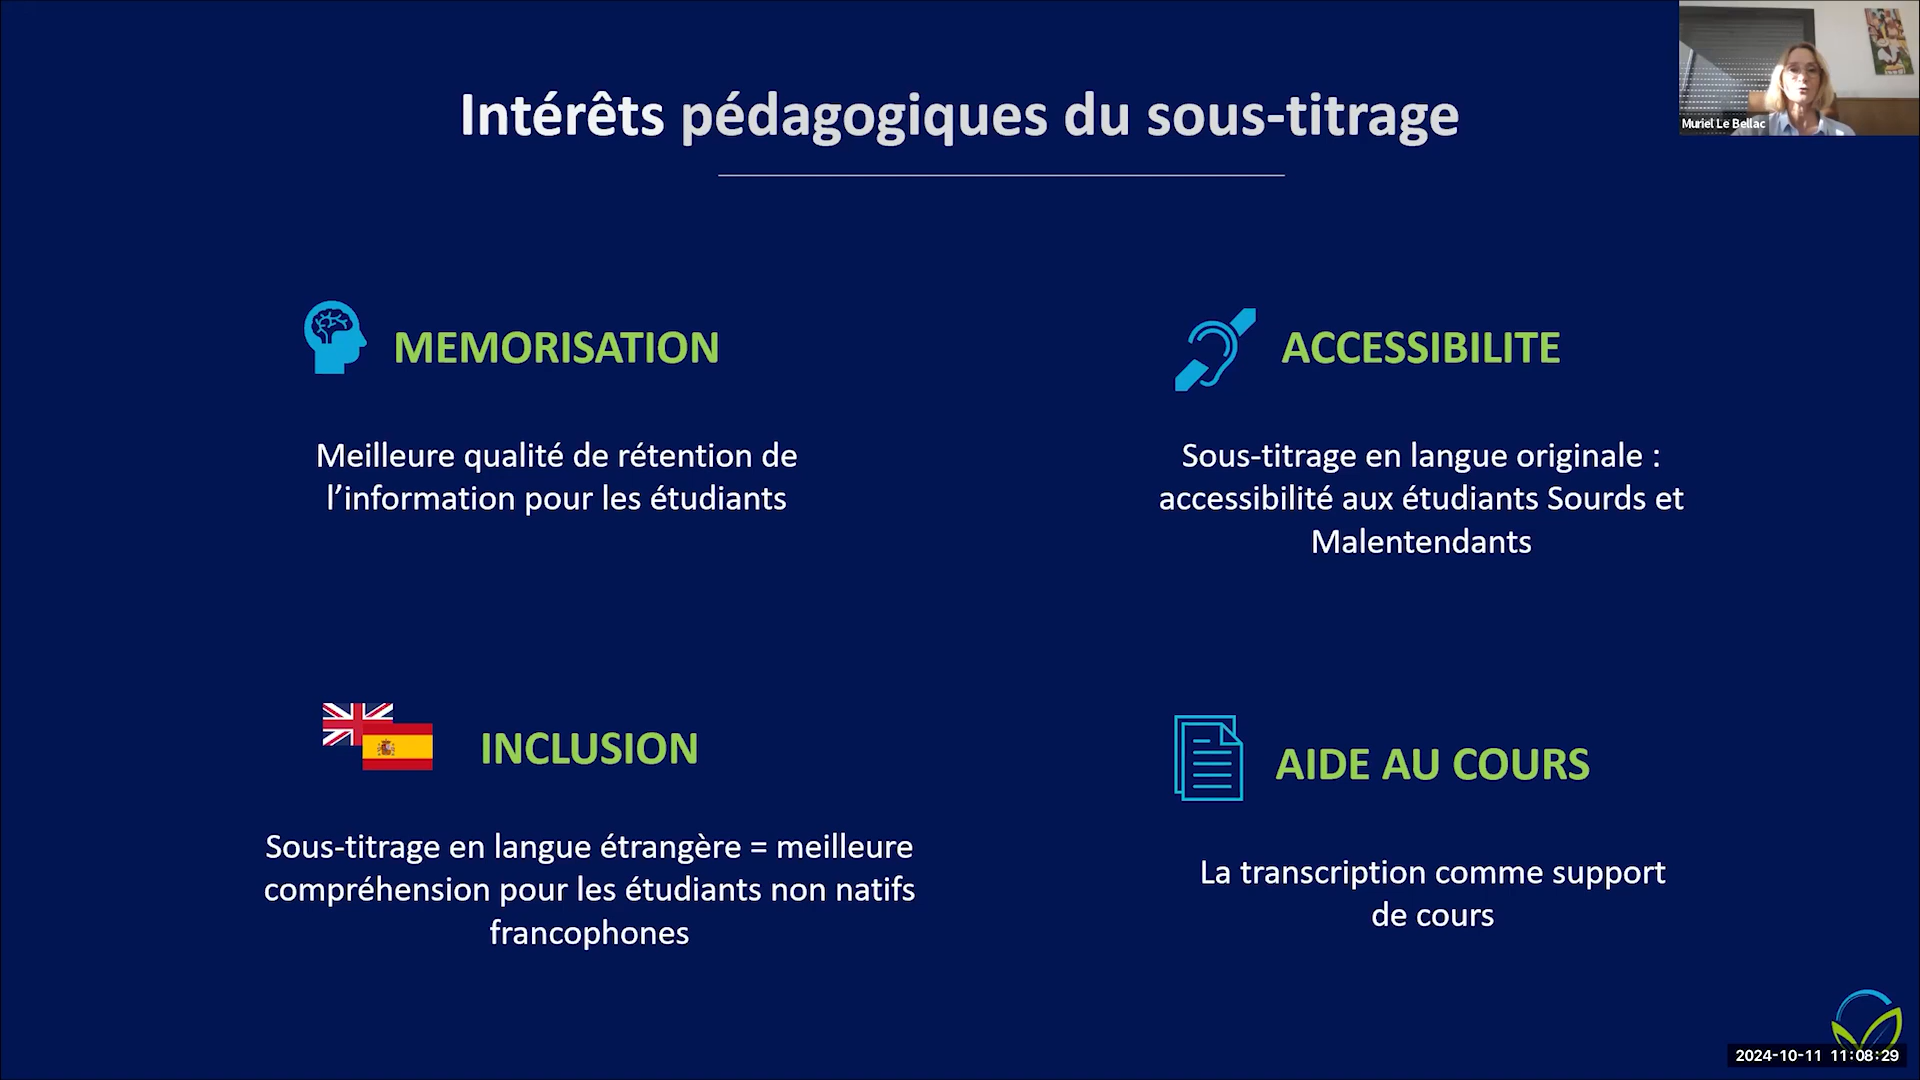 Intérêts pédagogiques du sous-titrage
Muriel Le Bellac
MEMORISATION
Meilleure qualité de rétention de
l’information pour les étudiants
ACCESSIBILITE
Sous-titrage en langue originale :
accessibilité aux étudiants Sourds et
Malentendants
INCLUSION
Sous-titrage en langue étrangère = meilleure
compréhension pour les étudiants non natifs
francophones
AIDE AU COURS
La transcription comme support
de cours
2024-10-11 11:08:29